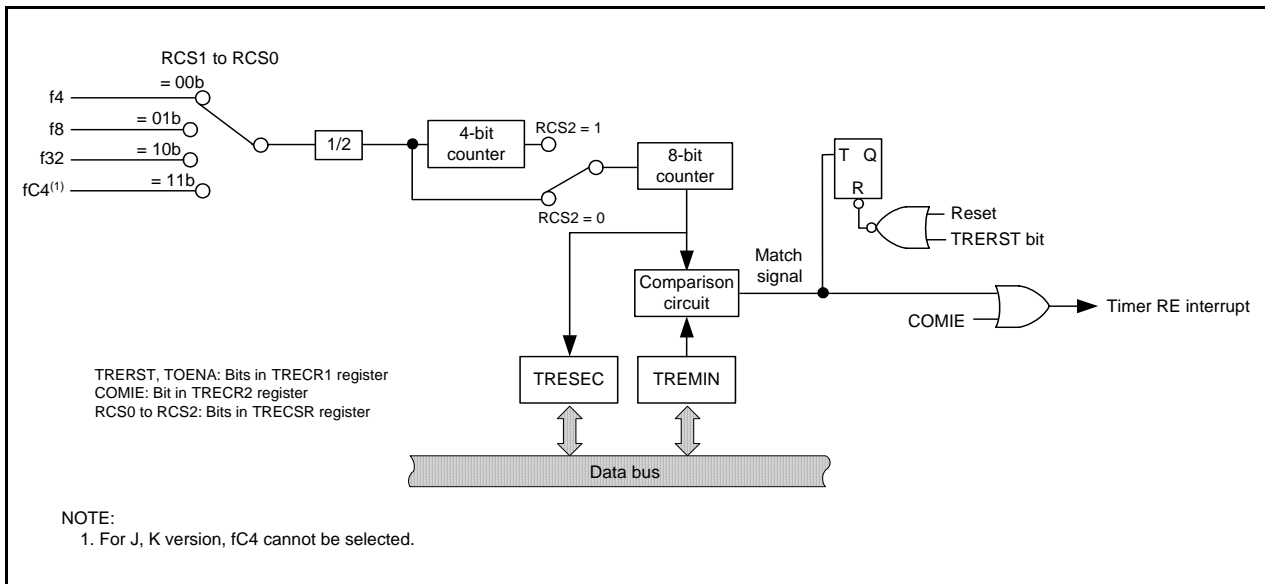 RCS1 to RCS0
f4
= 00b
f8
= 01b
f32
= 10b
fC4(1)
= 11b
1/2
4-bit
counter
RCS2 = 1
RCS2 = 0
8-bit
counter
T Q
R
Reset
TRERST bit
Match
signal
Comparison
circuit
COMIE
Timer RE interrupt
TRESEC
TREMIN
TRERST, TOENA: Bits in TRECR1 register
COMIE: Bit in TRECR2 register
RCS0 to RCS2: Bits in TRECSR register
Data bus
NOTE:
1. For J, K version, fC4 cannot be selected.